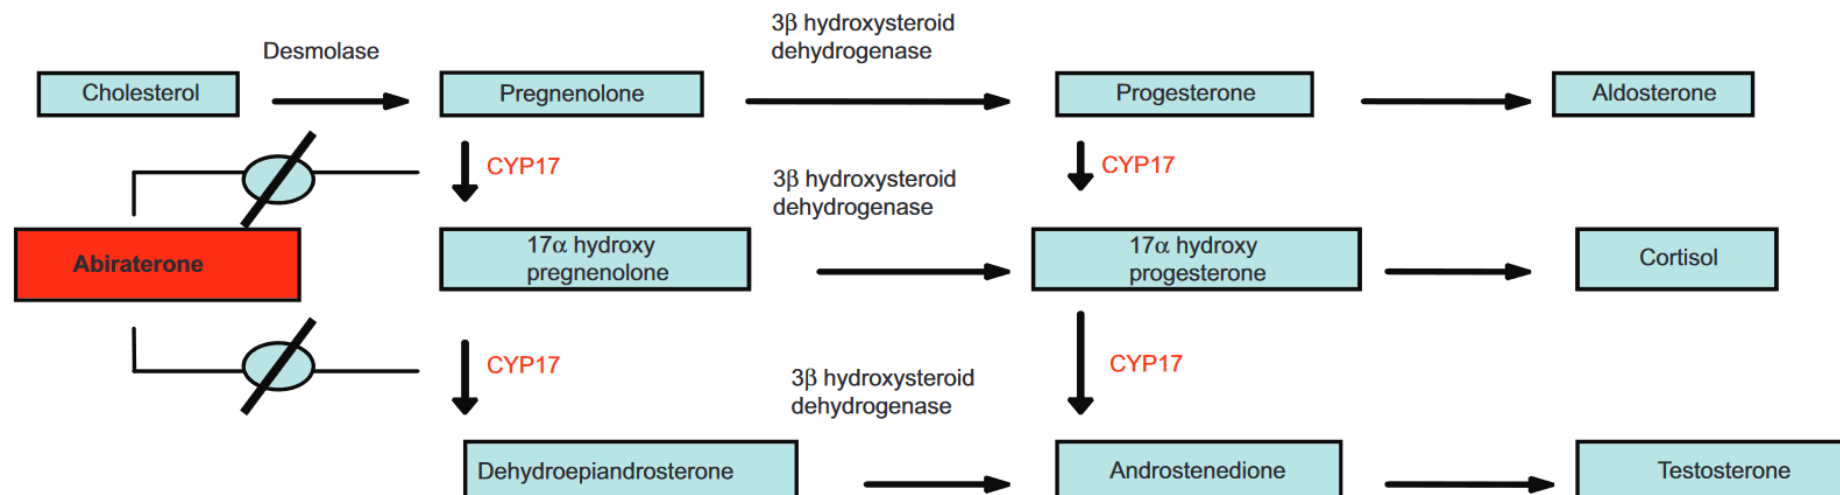 3β hydroxysteroid
dehydrogenase
Desmolase
Cholesterol
Pregnenolone
Progesterone
Aldosterone
CYP17
CYP17
3β hydroxysteroid
dehydrogenase
Abiraterone
17α hydroxy
pregnenolone
17α hydroxy
progesterone
Cortisol
CYP17
CYP17
3β hydroxysteroid
dehydrogenase
Dehydroepiandrosterone
Androstenedione
Testosterone